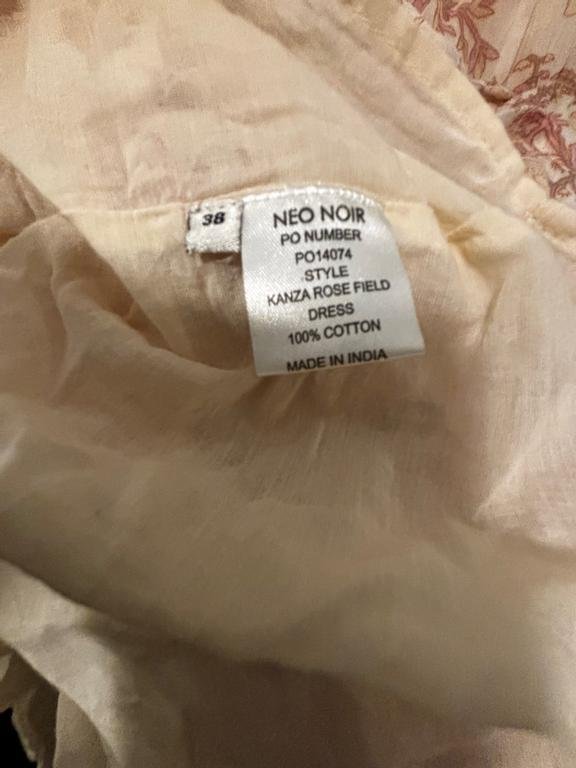 38
NEO NOIR
PO NUMBER
PO14074
STYLE
KANZA ROSE FIELD
DRESS
100% COTTON
MADE IN INDIA